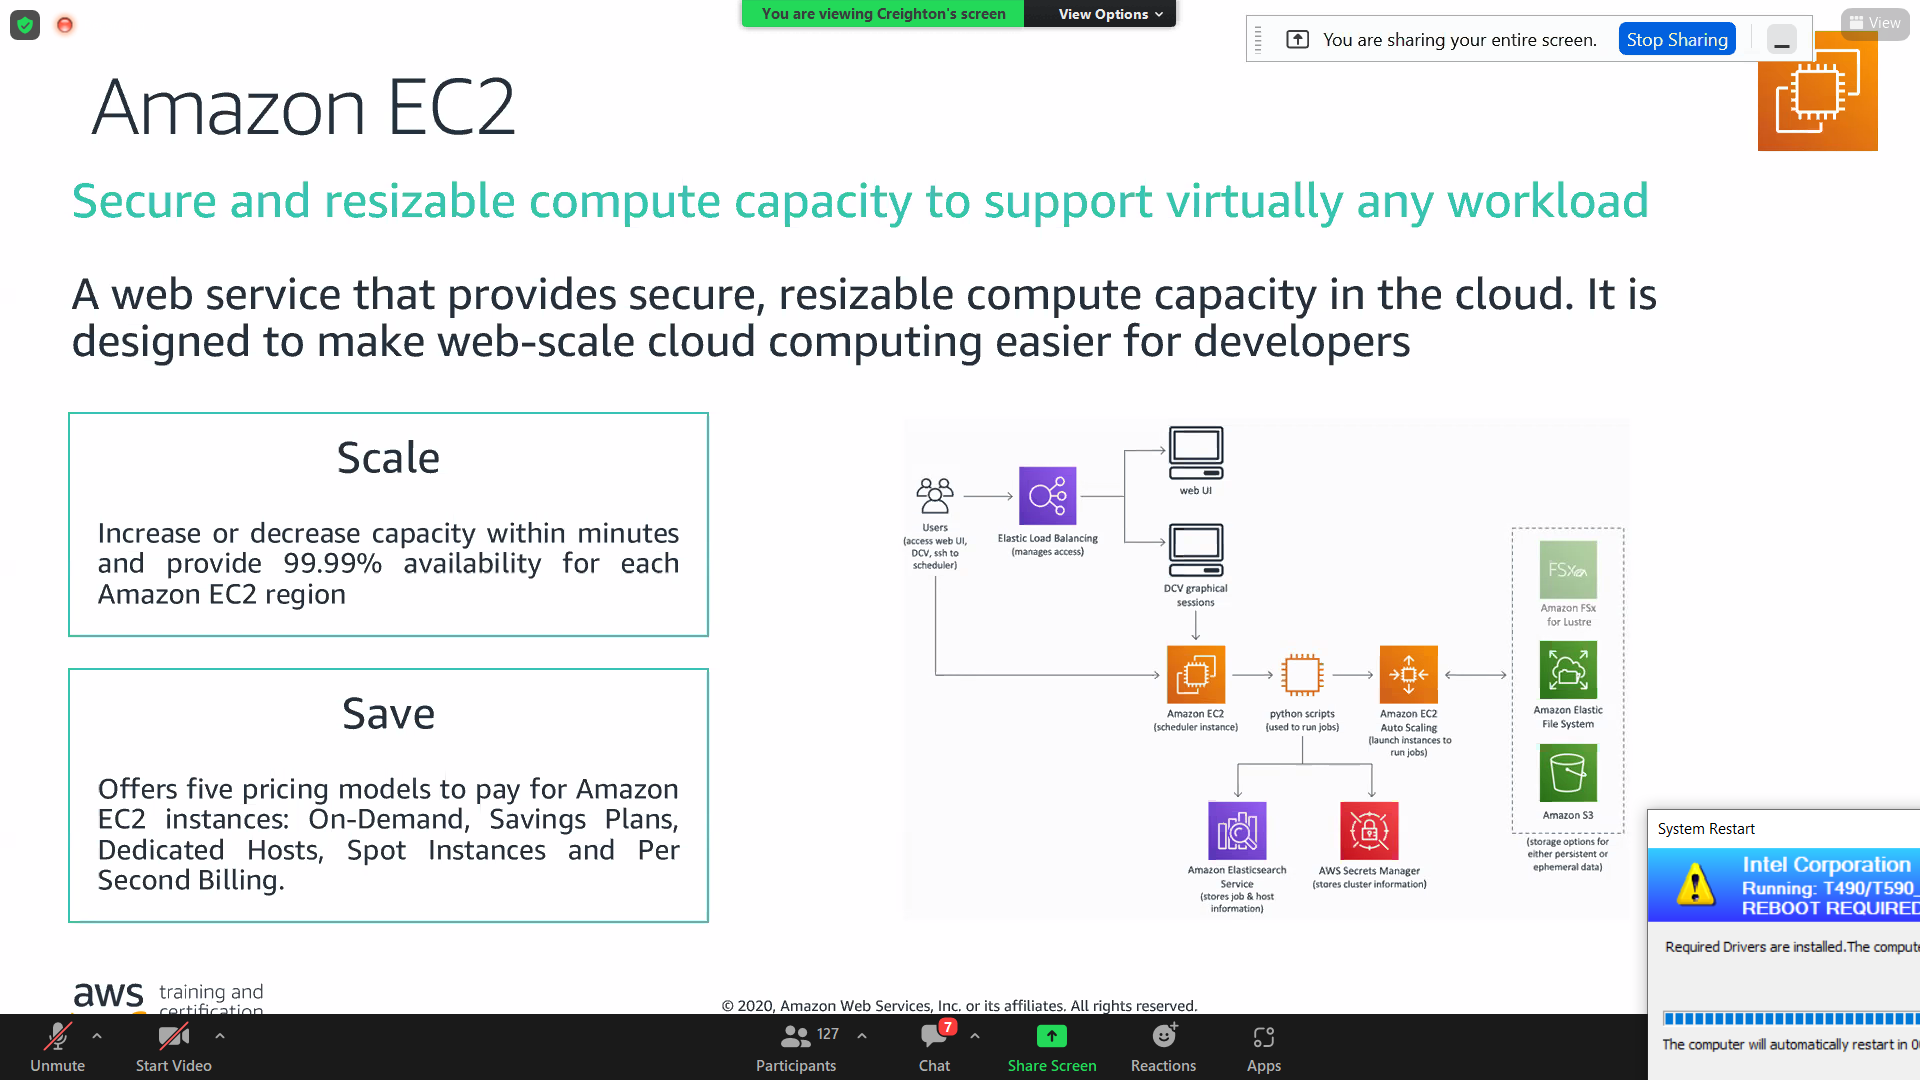 You are viewing Creighton's screen
View Options
You are sharing your entire screen.
Stop Sharing
View
Amazon EC2
Secure and resizable compute capacity to support virtually any workload
A web service that provides secure, resizable compute capacity in the cloud. It is
designed to make web-scale cloud computing easier for developers
Scale
Increase or decrease capacity within minutes
and provide 99.99% availability for each
Amazon EC2 region
Save
Offers five pricing models to pay for Amazon
EC2 instances: On-Demand, Savings Plans,
Dedicated Hosts, Spot Instances and Per
Second Billing.
Users
(access web UI,
DCV, ssh to
scheduler)
Elastic Load Balancing
(manages access)
web UI
DCV graphical
sessions
Amazon EC2
(scheduler instance)
python scripts
(used to run jobs)
Amazon EC2
Auto Scaling
(launch instances to
run jobs)
Amazon Elasticsearch
Service
(stores job & host
information)
AWS Secrets Manager
(stores cluster information)
FSx
Amazon FSx
for Lustre
Amazon Elastic
File System
Amazon S3
(storage options for
either persistent or
ephemeral data)
System Restart
Intel Corporation
Running: T490/T590_
REBOOT REQUIRED
Required Drivers are installed.The compute
The computer will automatically restart in 0
aws training and
certification
© 2020, Amazon Web Services, Inc. or its affiliates. All rights reserved.
Unmute
Start Video
127
Participants
7
Chat
Share Screen
Reactions
Apps